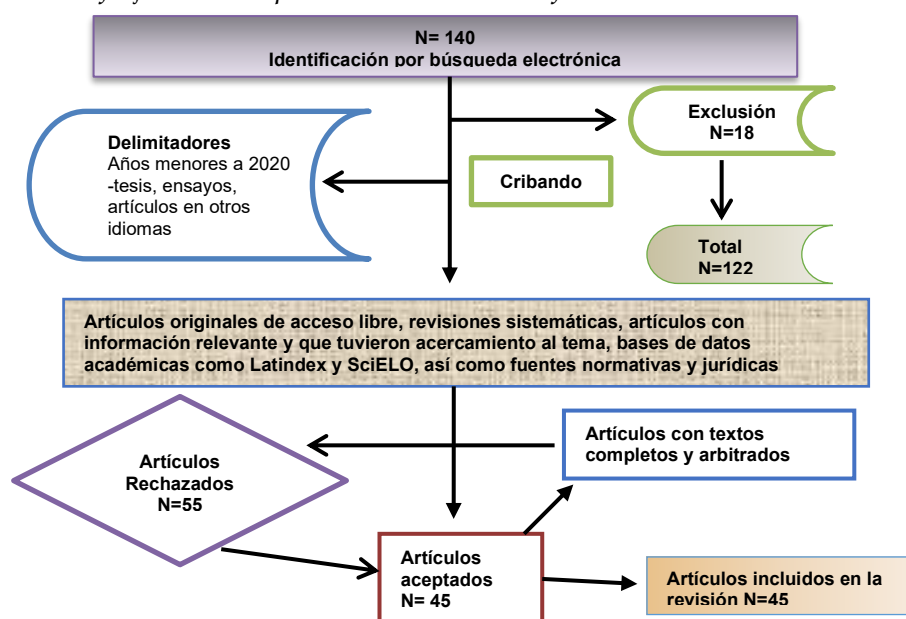 N= 140
Identificación por búsqueda electrónica
Delimitadores
Años menores a 2020
-tesis, ensayos,
artículos en otros
idiomas
Exclusión
N=18
Cribando
Total
N=122
Artículos originales de acceso libre, revisiones sistemáticas, artículos con
información relevante y que tuvieron acercamiento al tema, bases de datos
académicas como Latindex y SciELO, así como fuentes normativas y jurídicas
Artículos
Rechazados
N=55
Artículos con textos
completos y arbitrados
Artículos
aceptados
N= 45
Artículos incluidos en la
revisión N=45